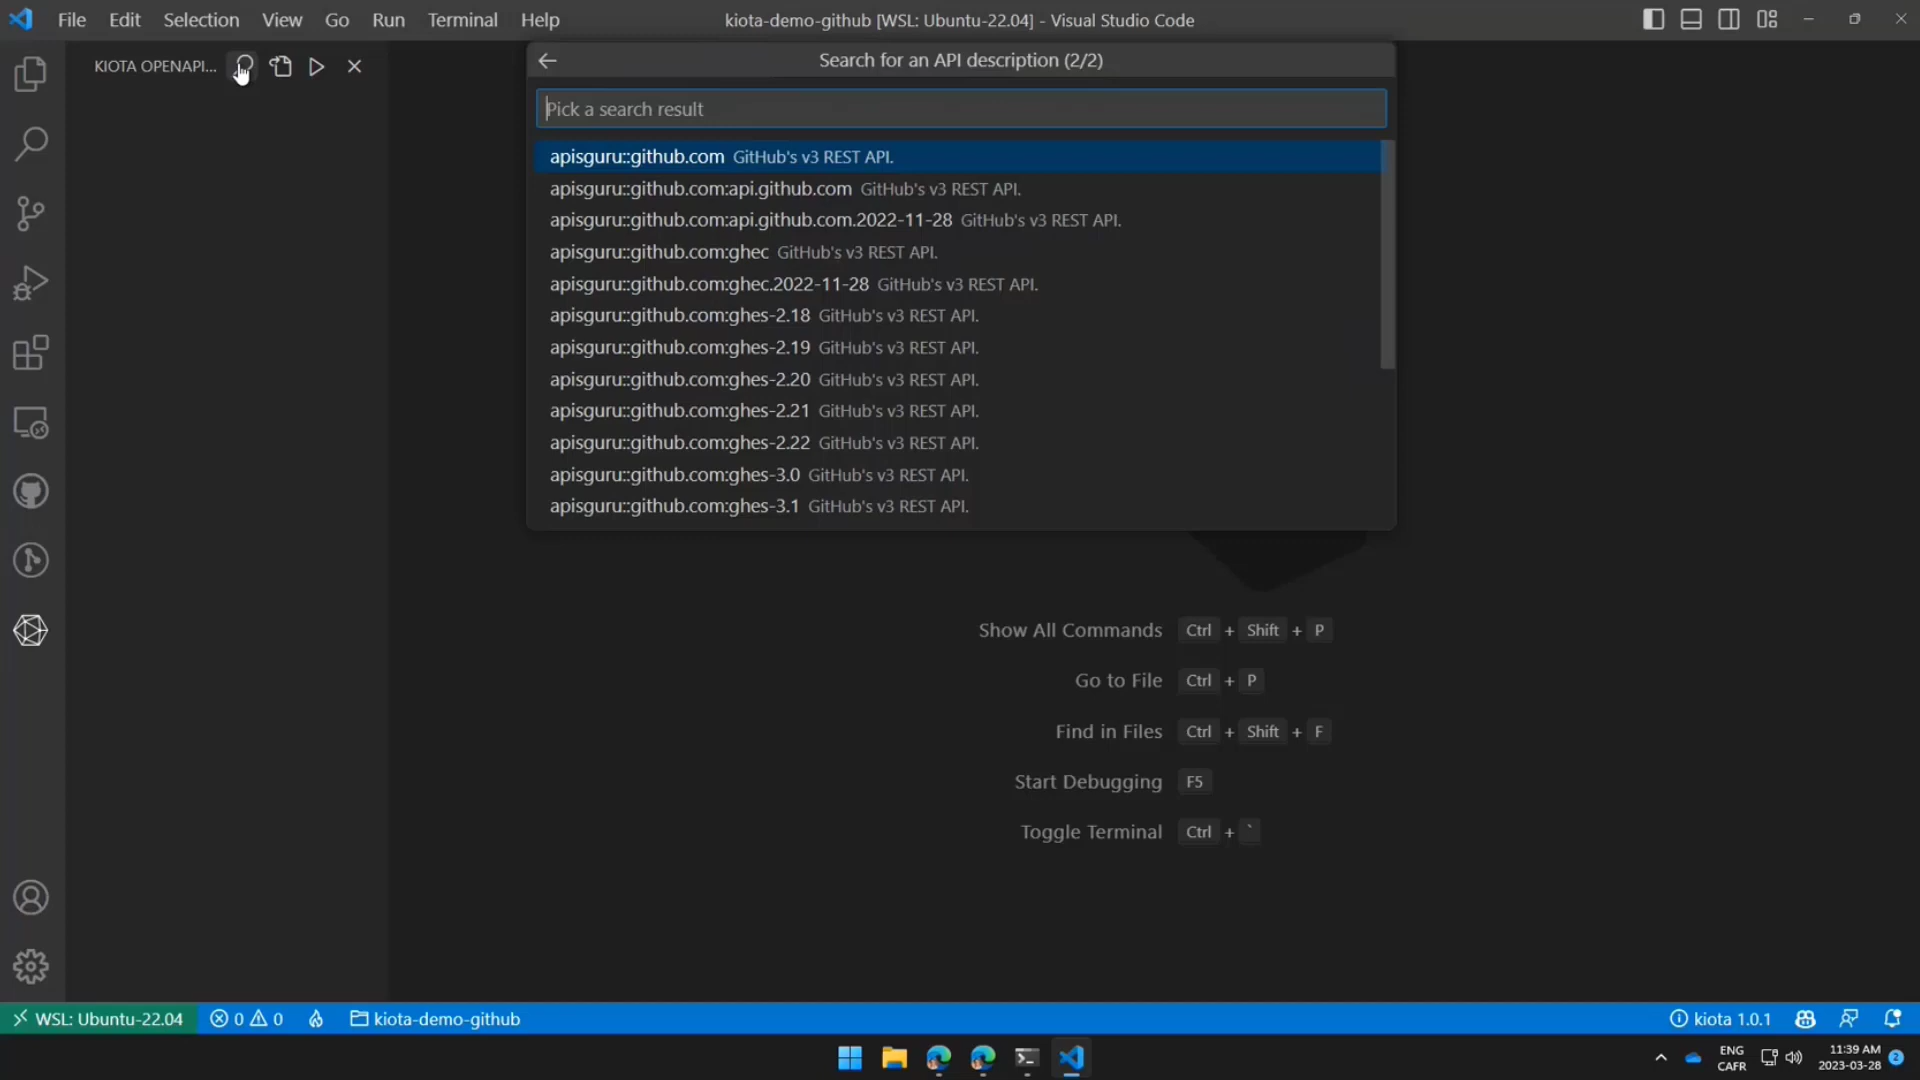 File Edit Selection View Go Run Terminal Help
kiota-demo-github [WSL: Ubuntu-22.04] - Visual Studio Code
KIOTA OPENAPI...
Search for an API description (2/2)
Pick a search result
apisguru::github.com GitHub's v3 REST API.
apisguru::github.com:api.github.com GitHub's v3 REST API.
apisguru::github.com:api.github.com.2022-11-28 GitHub's v3 REST API.
apisguru::github.com:ghec GitHub's v3 REST API.
apisguru::github.com:ghec.2022-11-28 GitHub's v3 REST API.
apisguru::github.com:ghes-2.18 GitHub's v3 REST API.
apisguru::github.com:ghes-2.19 GitHub's v3 REST API.
apisguru::github.com:ghes-2.20 GitHub's v3 REST API.
apisguru::github.com:ghes-2.21 GitHub's v3 REST API.
apisguru::github.com:ghes-2.22 GitHub's v3 REST API.
apisguru::github.com:ghes-3.0 GitHub's v3 REST API.
apisguru::github.com:ghes-3.1 GitHub's v3 REST API.
Show All Commands Ctrl + Shift + P
Go to File Ctrl + P
Find in Files Ctrl + Shift + F
Start Debugging F5
Toggle Terminal Ctrl + `
WSL: Ubuntu-22.04 0 0 kiota-demo-github kiota 1.0.1
ENG
CAFR
11:39 AM
2023-03-28
2